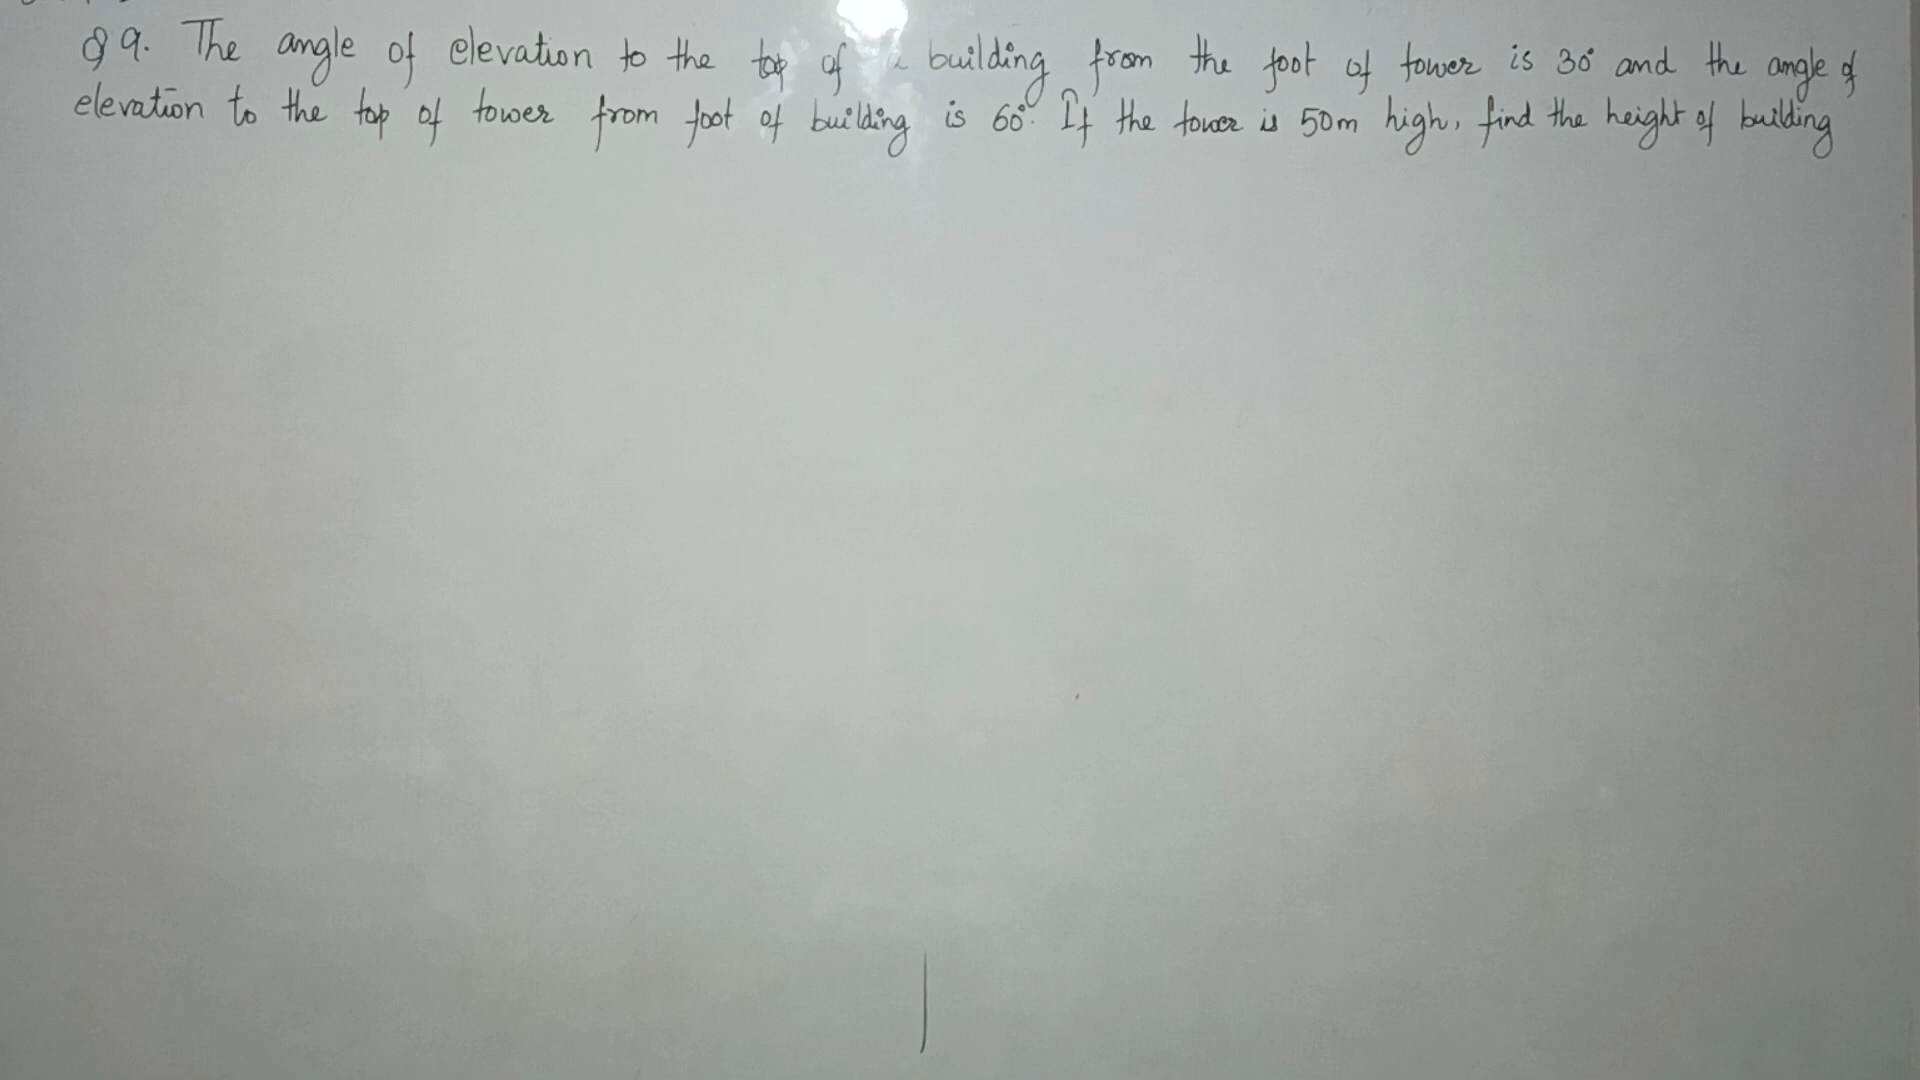 Q 9. The angle of elevation to the top of a building from the foot of tower is 30° and the angle of
elevation to the top of tower from foot of building is 60°. If the tower is 50m high, find the height of building